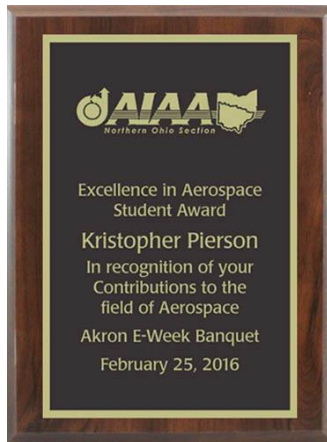 AIAA
Northern Ohio Section
Excellence in Aerospace
Student Award
Kristopher Pierson
In recognition of your
Contributions to the
field of Aerospace
Akron E-Week Banquet
February 25, 2016